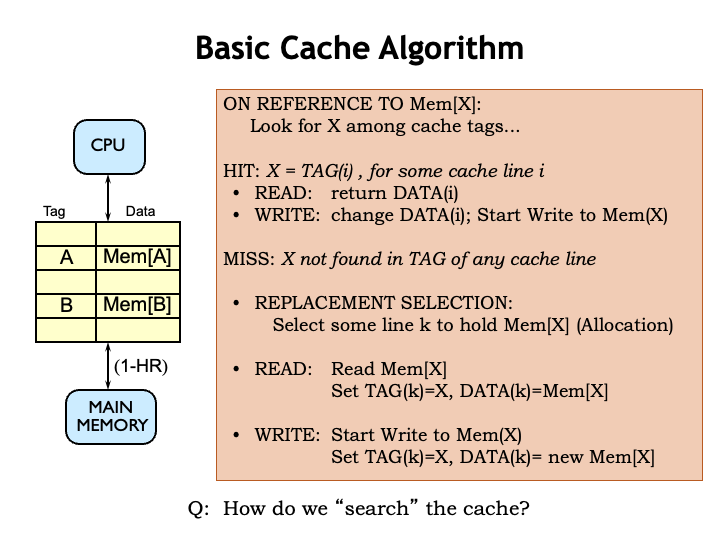 Basic Cache Algorithm
CPU
Tag Data
A Mem[A]
B Mem[B]
(1-HR)
MAIN
MEMORY
ON REFERENCE TO Mem[X]:
Look for X among cache tags...
HIT: X = TAG(i) , for some cache line i
• READ: return DATA(i)
• WRITE: change DATA(i); Start Write to Mem(X)
MISS: X not found in TAG of any cache line
• REPLACEMENT SELECTION:
Select some line k to hold Mem[X] (Allocation)
• READ: Read Mem[X]
Set TAG(k)=X, DATA(k)=Mem[X]
• WRITE: Start Write to Mem(X)
Set TAG(k)=X, DATA(k)= new Mem[X]
Q: How do we “search” the cache?